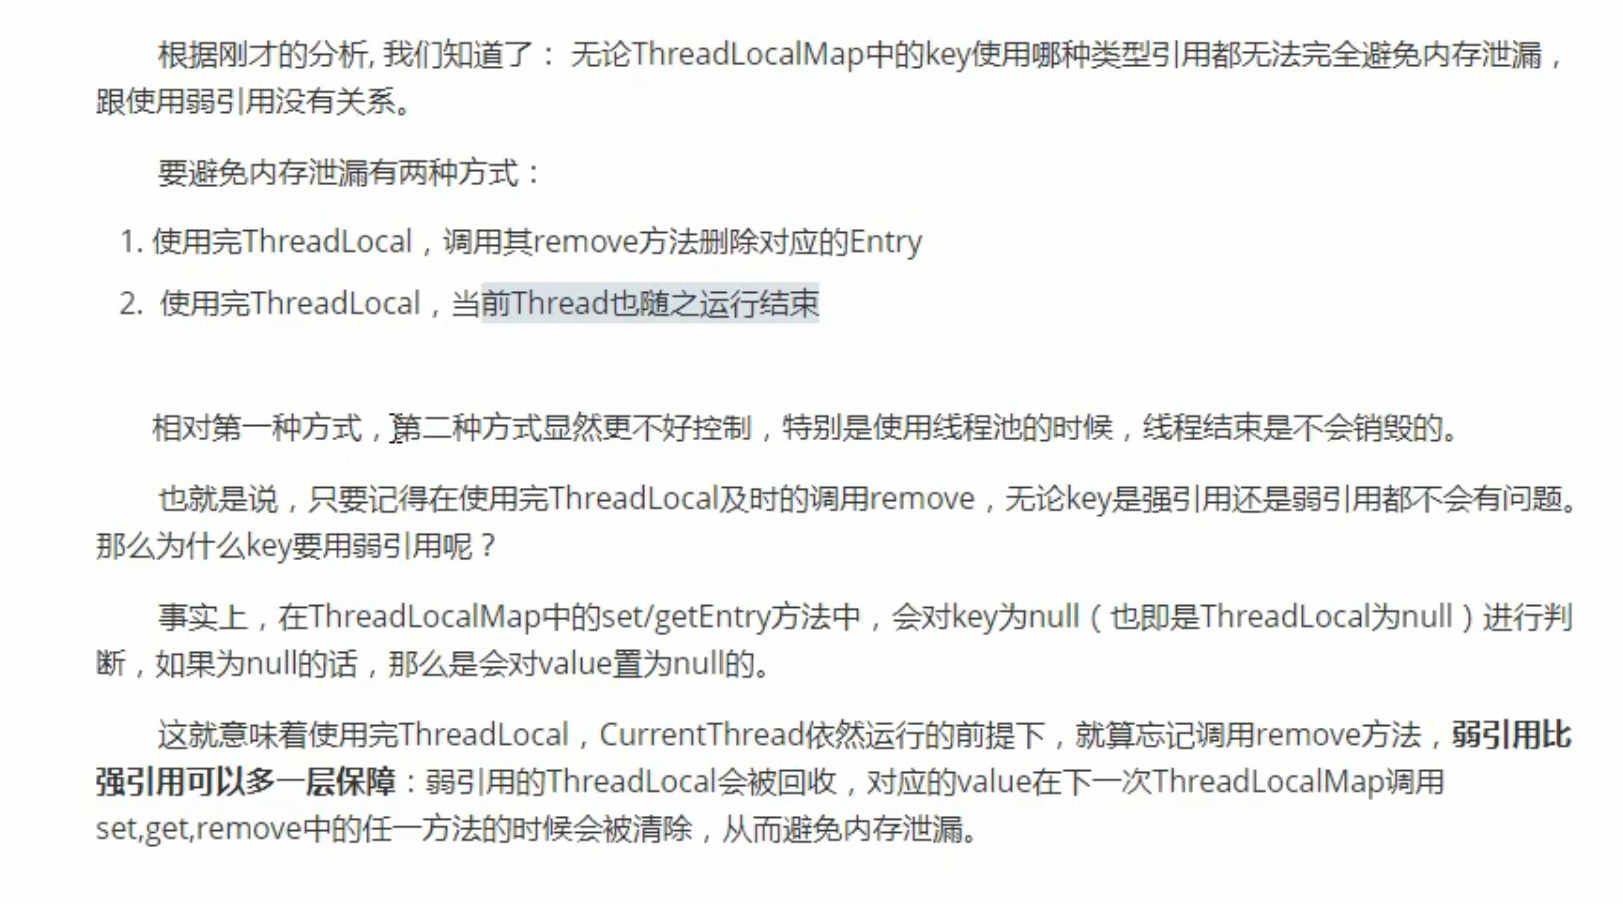 根据刚才的分析, 我们知道了： 无论ThreadLocalMap中的key使用哪种类型引用都无法完全避免内存泄漏，
跟使用弱引用没有关系。
要避免内存泄漏有两种方式：
1. 使用完ThreadLocal，调用其remove方法删除对应的Entry
2. 使用完ThreadLocal，当前Thread也随之运行结束
相对第一种方式，第二种方式显然更不好控制，特别是使用线程池的时候，线程结束是不会销毁的。
也就是说，只要记得在使用完ThreadLocal及时的调用remove，无论key是强引用还是弱引用都不会有问题。
那么为什么key要用弱引用呢？
事实上，在ThreadLocalMap中的set/getEntry方法中，会对key为null（也即是ThreadLocal为null）进行判
断，如果为null的话，那么是会对value置为null的。
这就意味着使用完ThreadLocal，CurrentThread依然运行的前提下，就算忘记调用remove方法，弱引用比
强引用可以多一层保障：弱引用的ThreadLocal会被回收，对应的value在下一次ThreadLocalMap调用
set,get,remove中的任一方法的时候会被清除，从而避免内存泄漏。